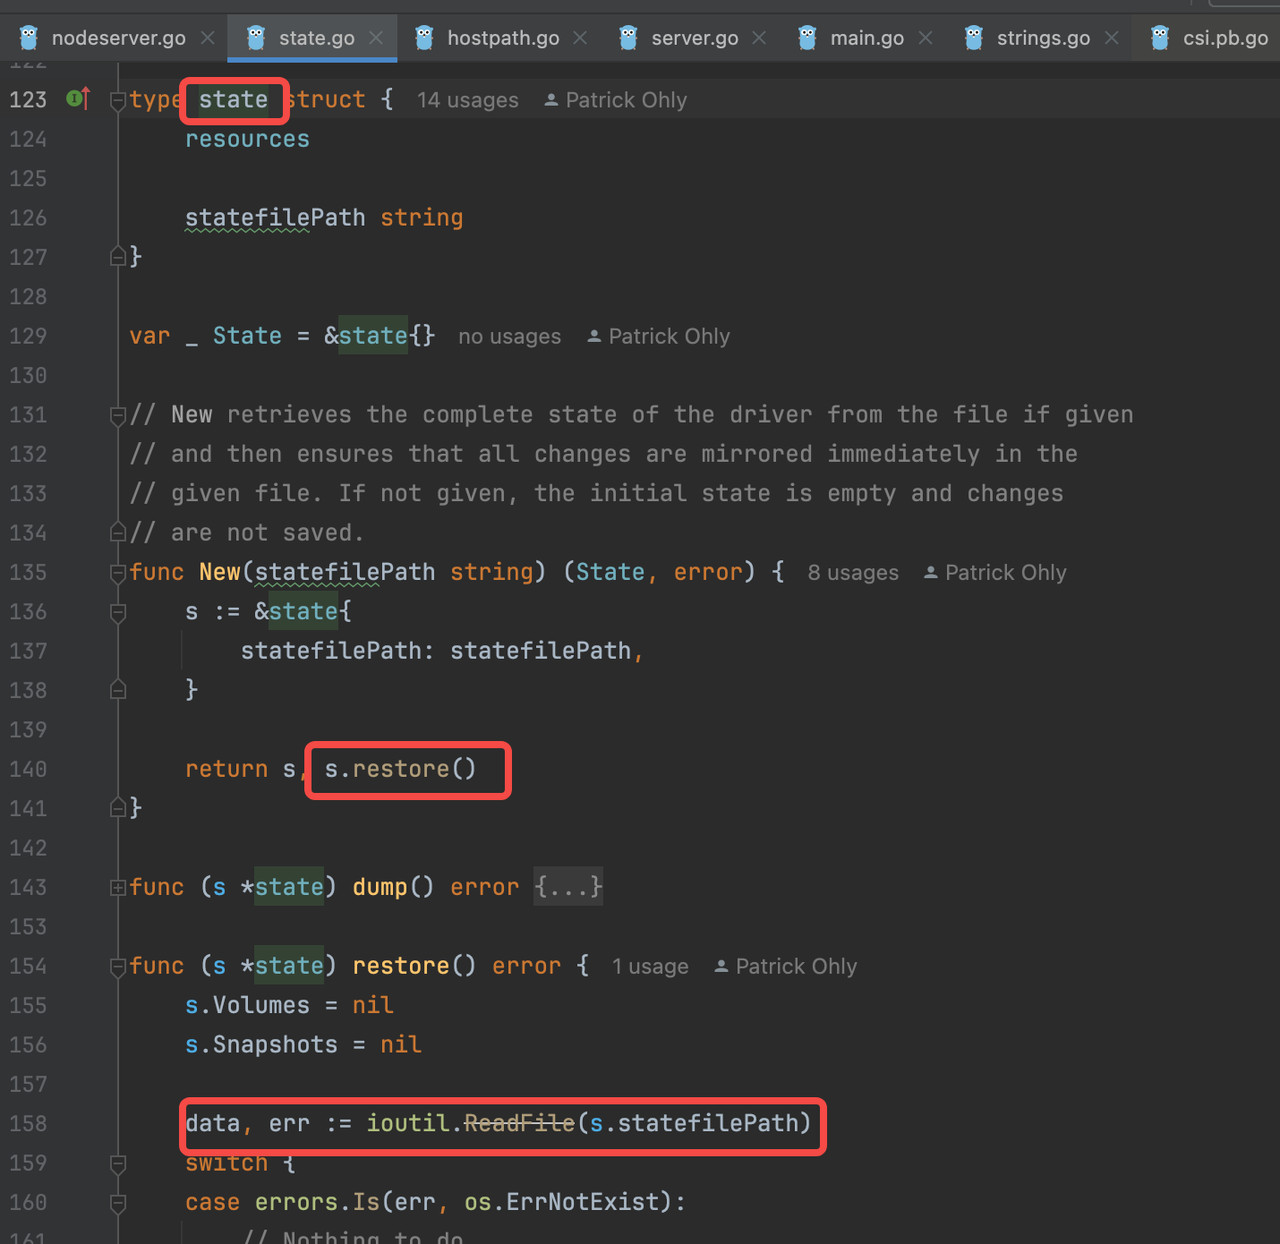 nodeserver.go state.go hostpath.go server.go main.go strings.go csi.pb.go
122
123 type state struct { 14 usages Patrick Ohly
124 resources
125
126 statefilePath string
127 }
128
129 var _ State = &state{} no usages Patrick Ohly
130
131 // New retrieves the complete state of the driver from the file if given
132 // and then ensures that all changes are mirrored immediately in the
133 // given file. If not given, the initial state is empty and changes
134 // are not saved.
135 func New(statefilePath string) (State, error) { 8 usages Patrick Ohly
136 s := &state{
137 statefilePath: statefilePath,
138 }
139
140 return s, s.restore()
141 }
142
143 func (s *state) dump() error {...}
153
154 func (s *state) restore() error { 1 usage Patrick Ohly
155 s.Volumes = nil
156 s.Snapshots = nil
157
158 data, err := ioutil.ReadFile(s.statefilePath)
159 switch {
160 case errors.Is(err, os.ErrNotExist):
161 // Nothing to do